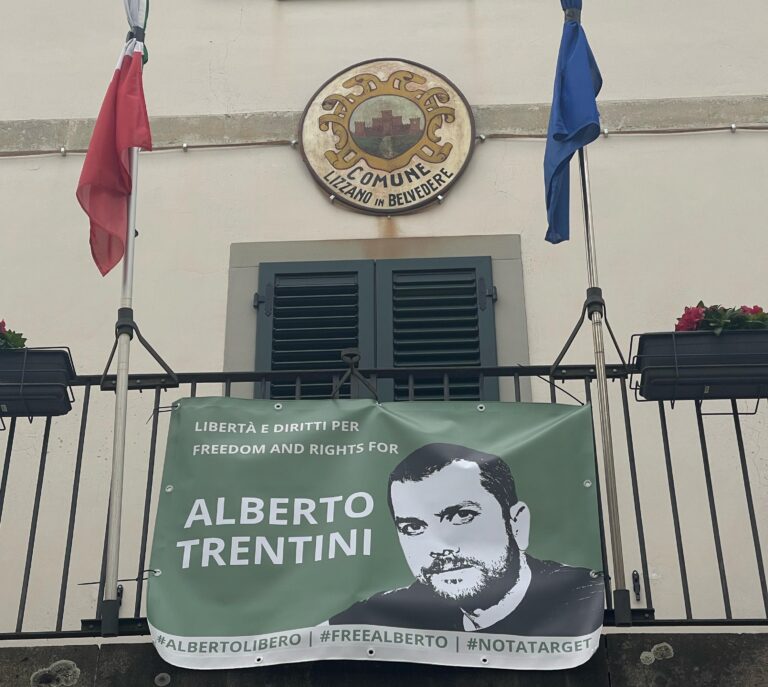 COMUNE
LIZZANO IN BELVEDERE
LIBERTÀ E DIRITTI PER
FREEDOM AND RIGHTS FOR
ALBERTO
TRENTINI
#ALBERTOLIBERO | #FREEALBERTO | #NOTATARGET